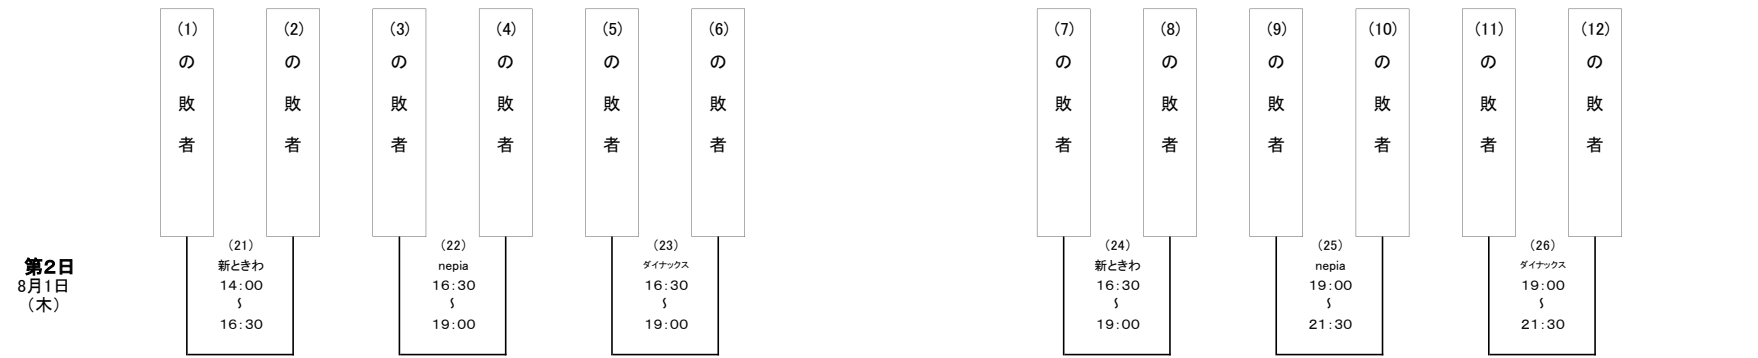 (1)の敗者
(2)の敗者
(3)の敗者
(4)の敗者
(5)の敗者
(6)の敗者
(7)の敗者
(8)の敗者
(9)の敗者
(10)の敗者
(11)の敗者
(12)の敗者
第2日
8月1日
（木）
(21)
新ときわ
14:00
〜
16:30
(22)
nepia
16:30
〜
19:00
(23)
ダイナックス
16:30
〜
19:00
(24)
新ときわ
16:30
〜
19:00
(25)
nepia
19:00
〜
21:30
(26)
ダイナックス
19:00
〜
21:30